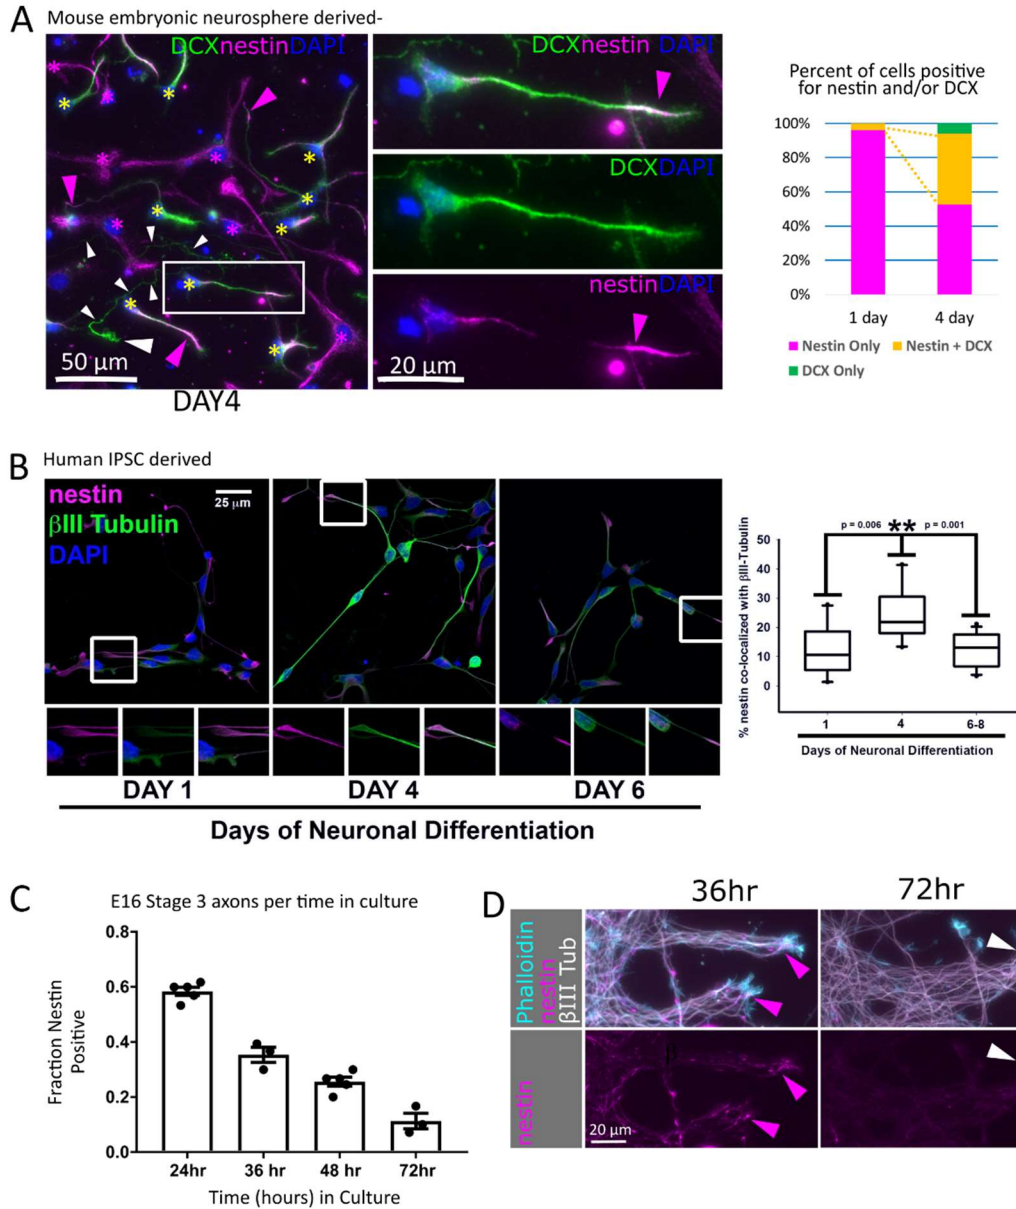 A
Mouse embryonic neurosphere derived-
DCXnestinDAPI
50 µm
DAY4
DCXnestin DAPI
DCXDAPI
nestinDAPI
20 µm
Percent of cells positive
for nestin and/or DCX
100%
80%
60%
40%
20%
0%
1 day
4 day
Nestin Only
Nestin + DCX
DCX Only
B
Human IPSC derived
nestin
βIII Tubulin
DAPI
25 µm
DAY 1
DAY 4
DAY 6
Days of Neuronal Differentiation
p = 0.006
**
p = 0.001
% nestin co-localized with βIII-Tubulin
50
40
30
20
10
0
1
4
6-8
Days of Neuronal Differentiation
C
E16 Stage 3 axons per time in culture
Fraction Nestin
Positive
0.8
0.6
0.4
0.2
0.0
24hr
36 hr
48 hr
72hr
Time (hours) in Culture
D
36hr
72hr
Phalloidin
nestin
βIII Tub
nestin
β
20 µm